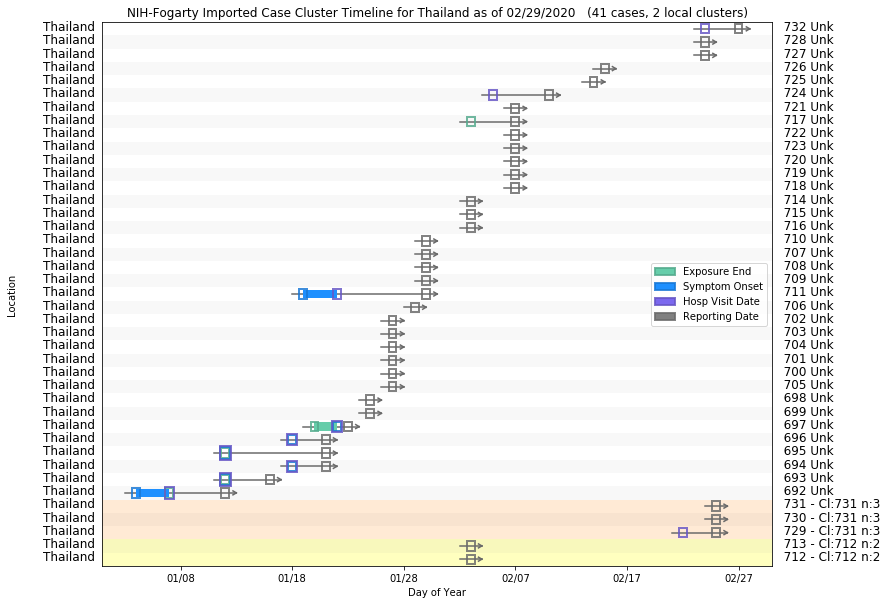 NIH-Fogarty Imported Case Cluster Timeline for Thailand as of 02/29/2020   (41 cases, 2 local clusters)
Thailand 732 Unk
Thailand 728 Unk
Thailand 727 Unk
Thailand 726 Unk
Thailand 725 Unk
Thailand 724 Unk
Thailand 721 Unk
Thailand 717 Unk
Thailand 722 Unk
Thailand 723 Unk
Thailand 720 Unk
Thailand 719 Unk
Thailand 718 Unk
Thailand 714 Unk
Thailand 715 Unk
Thailand 716 Unk
Thailand 710 Unk
Thailand 707 Unk
Thailand 708 Unk
Thailand 709 Unk
Thailand 711 Unk
Thailand 706 Unk
Thailand 702 Unk
Thailand 703 Unk
Thailand 704 Unk
Thailand 701 Unk
Thailand 700 Unk
Thailand 705 Unk
Thailand 698 Unk
Thailand 699 Unk
Thailand 697 Unk
Thailand 696 Unk
Thailand 695 Unk
Thailand 694 Unk
Thailand 693 Unk
Thailand 692 Unk
Thailand 731 - Cl:731 n:3
Thailand 730 - Cl:731 n:3
Thailand 729 - Cl:731 n:3
Thailand 713 - Cl:712 n:2
Thailand 712 - Cl:712 n:2
Exposure End
Symptom Onset
Hosp Visit Date
Reporting Date
Location
01/08 01/18 01/28 02/07 02/17 02/27
Day of Year